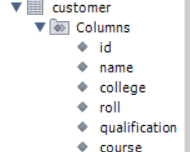 customer
Columns
id
name
college
roll
qualification
course